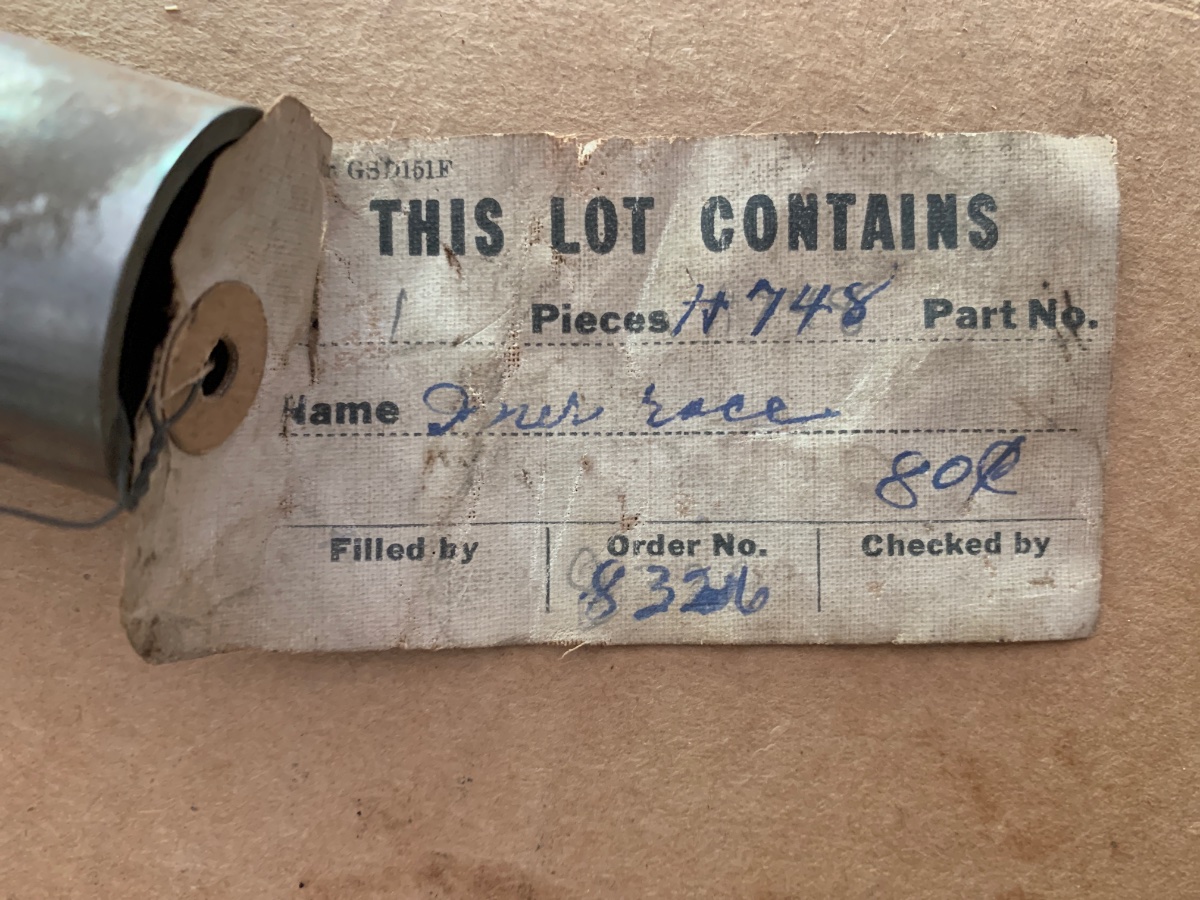 GSD151F
THIS LOT CONTAINS
1 Pieces H 748 Part No.
Name Iner race
80¢
Filled by Order No. Checked by
8326